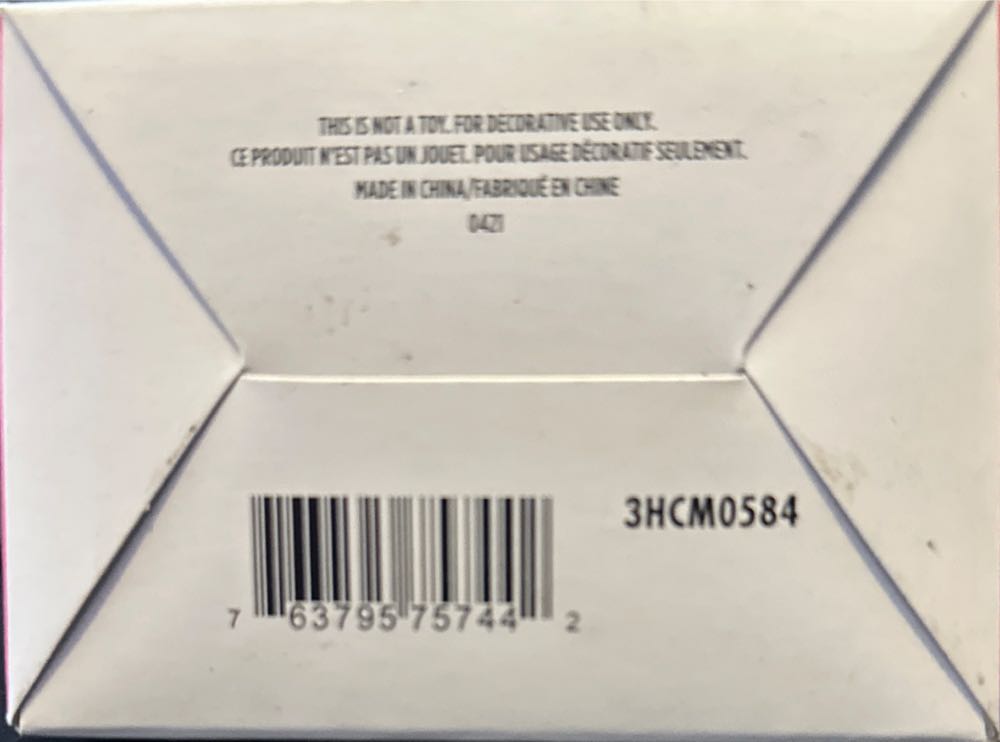 THIS IS NOT A TOY. FOR DECORATIVE USE ONLY.
CE PRODUIT N'EST PAS UN JOUET. POUR USAGE DÉCORATIF SEULEMENT.
MADE IN CHINA/FABRIQUÉ EN CHINE
0421
3HCM0584
7 63795 75744 2